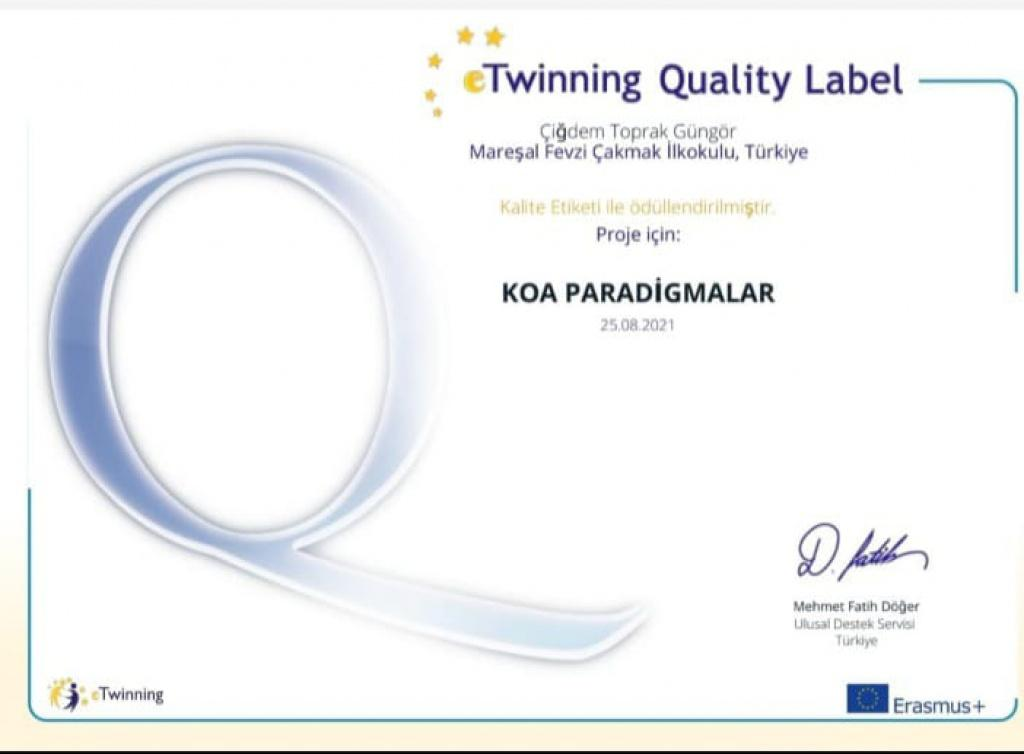 eTwinning Quality Label
Çiğdem Toprak Güngör
Mareşal Fevzi Çakmak İlkokulu, Türkiye
Kalite Etiketi ile ödüllendirilmiştir.
Proje için:
KOA PARADİGMALAR
25.08.2021
D. Fatih
Mehmet Fatih Döğer
Ulusal Destek Servisi
Türkiye
eTwinning
Erasmus+